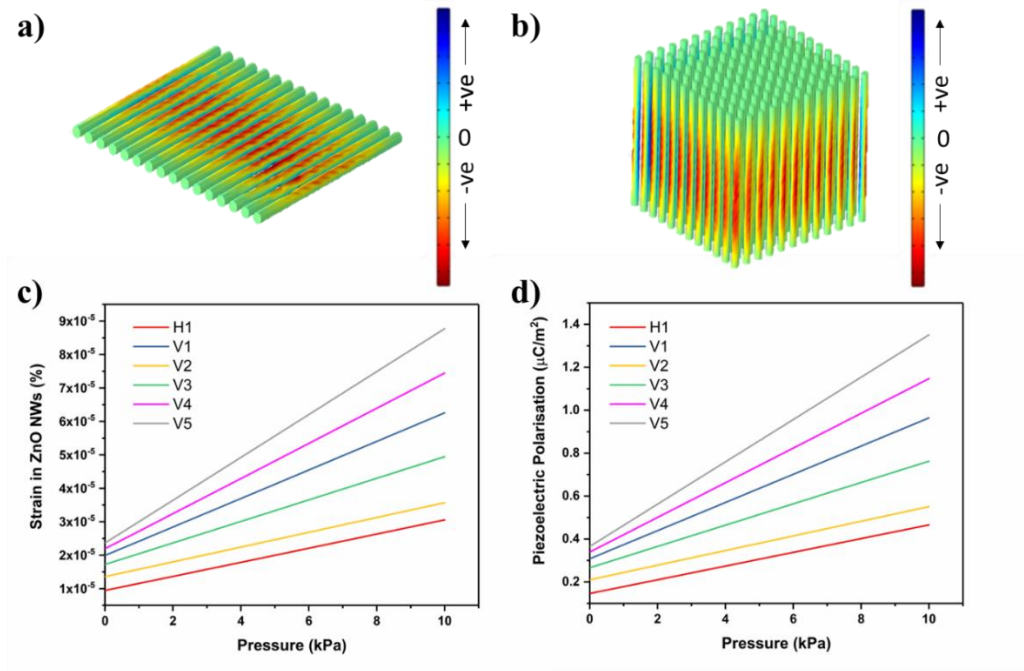 a)
+ve
0
-ve
b)
+ve
0
-ve
c)
9x10⁻⁵
8x10⁻⁵
7x10⁻⁵
6x10⁻⁵
5x10⁻⁵
4x10⁻⁵
3x10⁻⁵
2x10⁻⁵
1x10⁻⁵
Strain in ZnO NWs (%)
H1
V1
V2
V3
V4
V5
0 2 4 6 8 10
Pressure (kPa)
d)
1.4
1.2
1.0
0.8
0.6
0.4
0.2
Piezoelectric Polarisation (μC/m²)
H1
V1
V2
V3
V4
V5
0 2 4 6 8 10
Pressure (kPa)